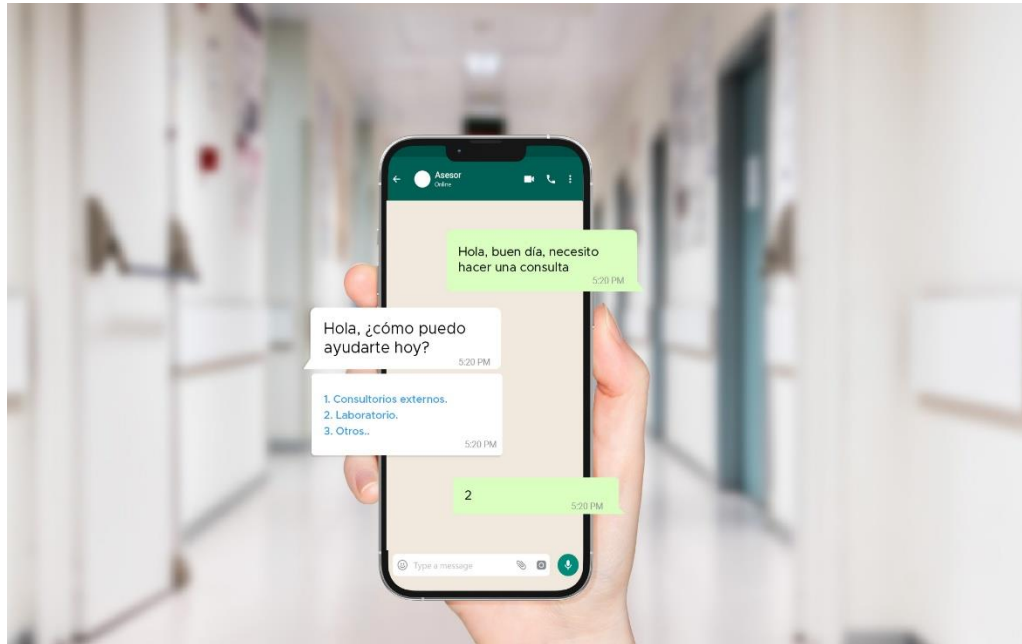 Asesor
Online
Hola, buen día, necesito
hacer una consulta
5:20 PM
Hola, ¿cómo puedo
ayudarte hoy?
5:20 PM
1. Consultorios externos.
2. Laboratorio.
3. Otros..
5:20 PM
2
5:20 PM
Type a message